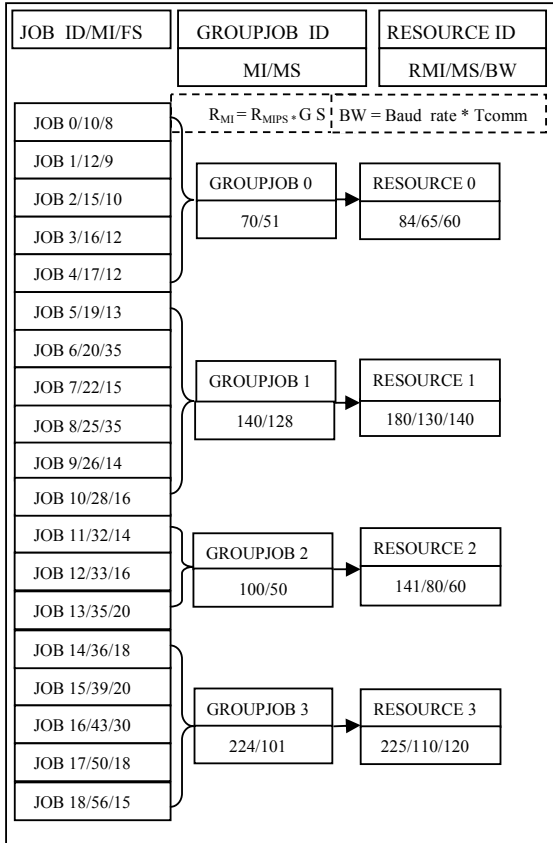 JOB ID/MI/FS
GROUPJOB ID
RESOURCE ID
MI/MS
RMI/MS/BW
RMI = RMIPS * G S
BW = Baud rate * Tcomm
JOB 0/10/8
JOB 1/12/9
JOB 2/15/10
JOB 3/16/12
JOB 4/17/12
GROUPJOB 0
70/51
RESOURCE 0
84/65/60
JOB 5/19/13
JOB 6/20/35
JOB 7/22/15
JOB 8/25/35
JOB 9/26/14
JOB 10/28/16
GROUPJOB 1
140/128
RESOURCE 1
180/130/140
JOB 11/32/14
JOB 12/33/16
JOB 13/35/20
GROUPJOB 2
100/50
RESOURCE 2
141/80/60
JOB 14/36/18
JOB 15/39/20
JOB 16/43/30
JOB 17/50/18
JOB 18/56/15
GROUPJOB 3
224/101
RESOURCE 3
225/110/120